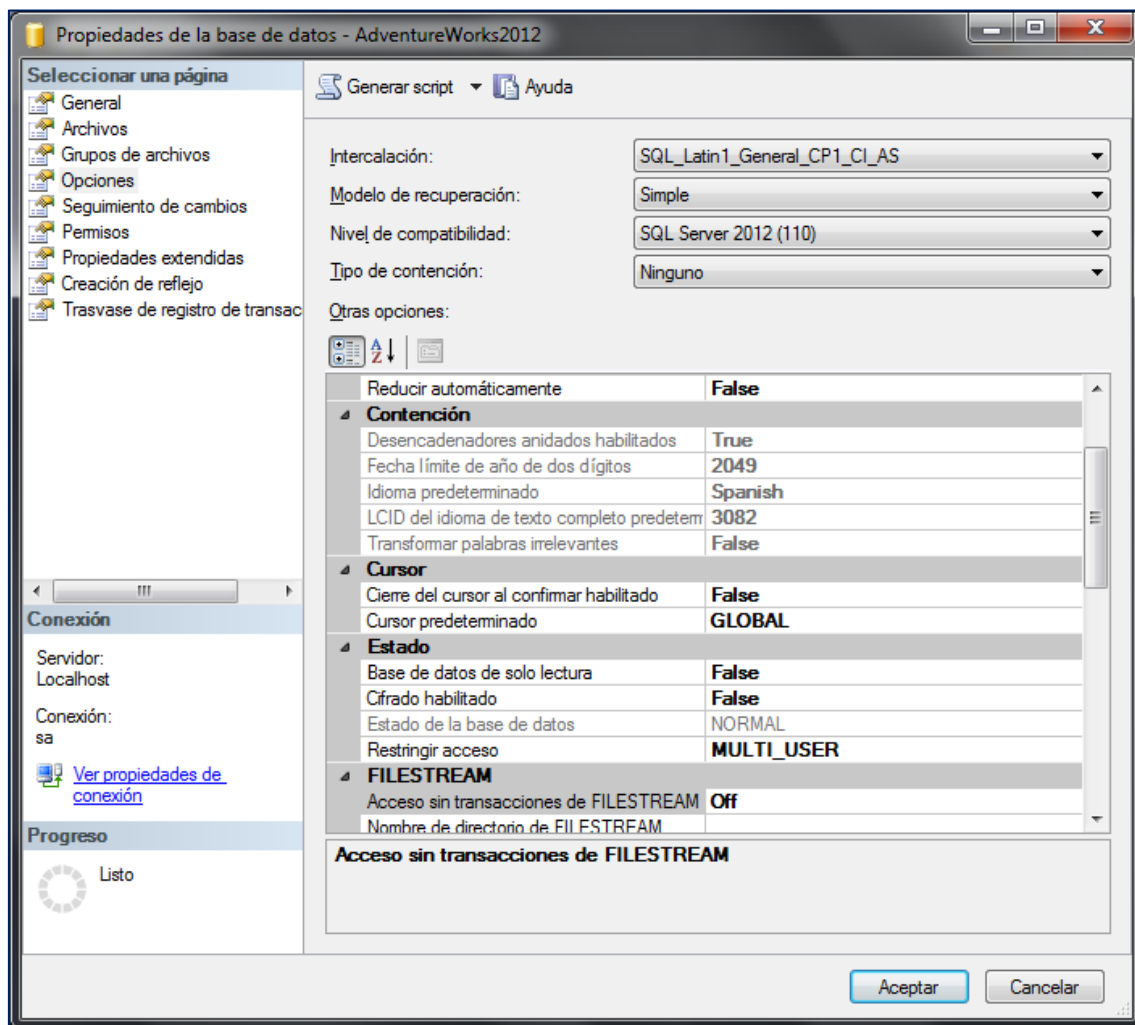 Propiedades de la base de datos - AdventureWorks2012
Seleccionar una página
General
Archivos
Grupos de archivos
Opciones
Seguimiento de cambios
Permisos
Propiedades extendidas
Creación de reflejo
Trasvase de registro de transac
Conexión
Servidor:
Localhost
Conexión:
sa
Ver propiedades de
conexión
Progreso
Listo
Generar script Ayuda
Intercalación: SQL_Latin1_General_CP1_CI_AS
Modelo de recuperación: Simple
Nivel de compatibilidad: SQL Server 2012 (110)
Tipo de contención: Ninguno
Otras opciones:
Reducir automáticamente False
Contención
Desencadenadores anidados habilitados True
Fecha límite de año de dos dígitos 2049
Idioma predeterminado Spanish
LCID del idioma de texto completo predeterm 3082
Transformar palabras irrelevantes False
Cursor
Cierre del cursor al confirmar habilitado False
Cursor predeterminado GLOBAL
Estado
Base de datos de solo lectura False
Cifrado habilitado False
Estado de la base de datos NORMAL
Restringir acceso MULTI_USER
FILESTREAM
Acceso sin transacciones de FILESTREAM Off
Nombre de directorio de FILESTREAM
Acceso sin transacciones de FILESTREAM
Aceptar Cancelar